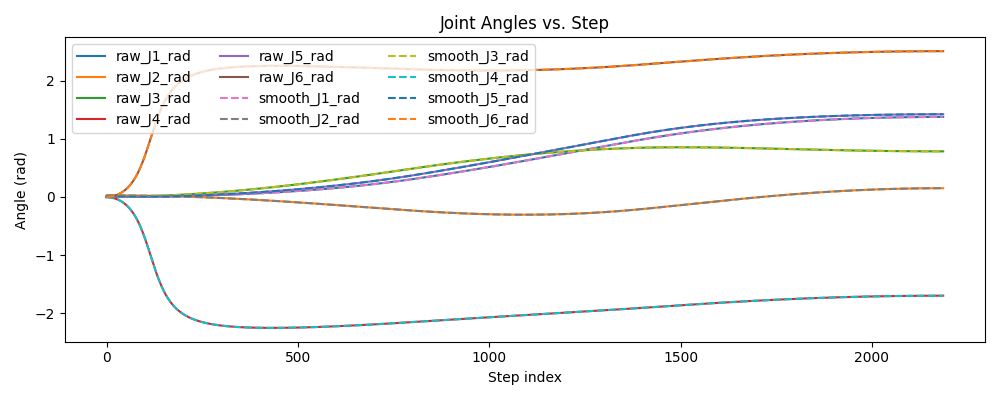 Joint Angles vs. Step
raw_J1_rad
raw_J2_rad
raw_J3_rad
raw_J4_rad
raw_J5_rad
raw_J6_rad
smooth_J1_rad
smooth_J2_rad
smooth_J3_rad
smooth_J4_rad
smooth_J5_rad
smooth_J6_rad
Angle (rad)
2
1
0
−1
−2
0
500
1000
1500
2000
Step index